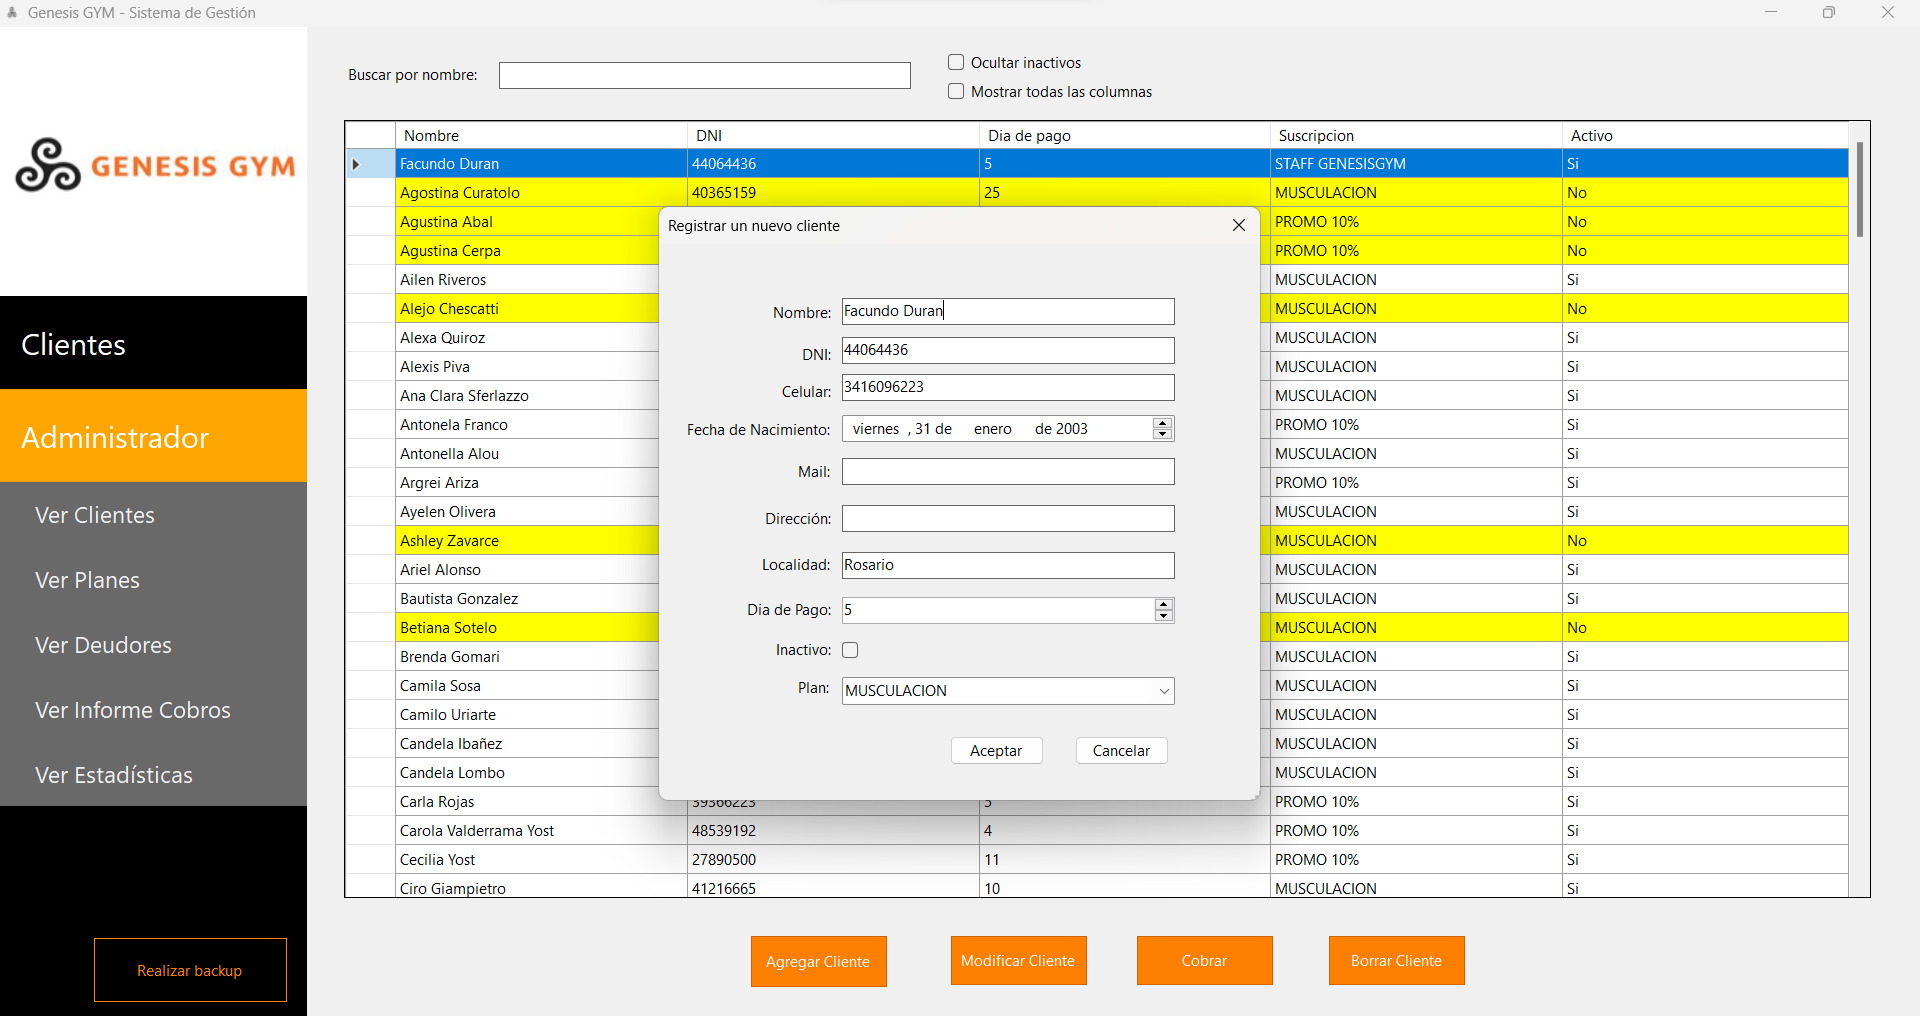 Genesis GYM - Sistema de Gestión
GENESIS GYM
Clientes
Administrador
Ver Clientes
Ver Planes
Ver Deudores
Ver Informe Cobros
Ver Estadísticas
Realizar backup
Buscar por nombre:
Ocultar inactivos
Mostrar todas las columnas
Nombre DNI Dia de pago Suscripcion Activo
Facundo Duran 44064436 5 STAFF GENESISGYM Si
Agostina Curatolo 40365159 25 MUSCULACION No
Agustina Abal PROMO 10% No
Agustina Cerpa PROMO 10% No
Ailen Riveros MUSCULACION Si
Alejo Chescatti MUSCULACION No
Alexa Quiroz MUSCULACION Si
Alexis Piva MUSCULACION Si
Ana Clara Sferlazzo MUSCULACION Si
Antonela Franco PROMO 10% Si
Antonella Alou MUSCULACION Si
Argrei Ariza PROMO 10% Si
Ayelen Olivera MUSCULACION Si
Ashley Zavarce MUSCULACION No
Ariel Alonso MUSCULACION Si
Bautista Gonzalez MUSCULACION Si
Betiana Sotelo MUSCULACION No
Brenda Gomari MUSCULACION Si
Camila Sosa MUSCULACION Si
Camilo Uriarte MUSCULACION Si
Candela Ibañez MUSCULACION Si
Candela Lombo MUSCULACION Si
Carla Rojas 39366223 5 PROMO 10% Si
Carola Valderrama Yost 48539192 4 PROMO 10% Si
Cecilia Yost 27890500 11 PROMO 10% Si
Ciro Giampietro 41216665 10 MUSCULACION Si
Registrar un nuevo cliente
Nombre: Facundo Duran
DNI: 44064436
Celular: 3416096223
Fecha de Nacimiento: viernes , 31 de enero de 2003
Mail:
Dirección:
Localidad: Rosario
Dia de Pago: 5
Inactivo:
Plan: MUSCULACION
Aceptar Cancelar
Agregar Cliente Modificar Cliente Cobrar Borrar Cliente